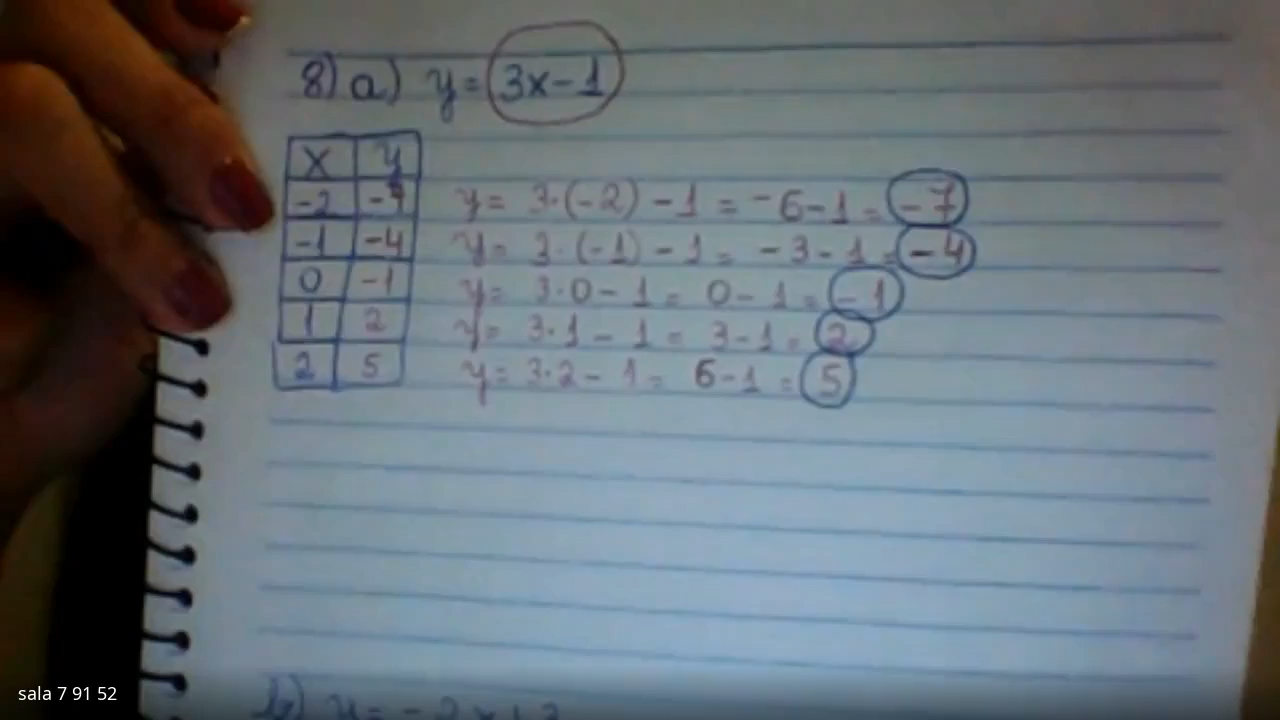 8) a) y = 3x - 1
x y
-2 -7 y = 3·(-2) - 1 = -6 - 1 = -7
-1 -4 y = 3·(-1) - 1 = -3 - 1 = -4
0 -1 y = 3·0 - 1 = 0 - 1 = -1
1 2 y = 3·1 - 1 = 3 - 1 = 2
2 5 y = 3·2 - 1 = 6 - 1 = 5
b) y = -2x+3
sala 7 91 52